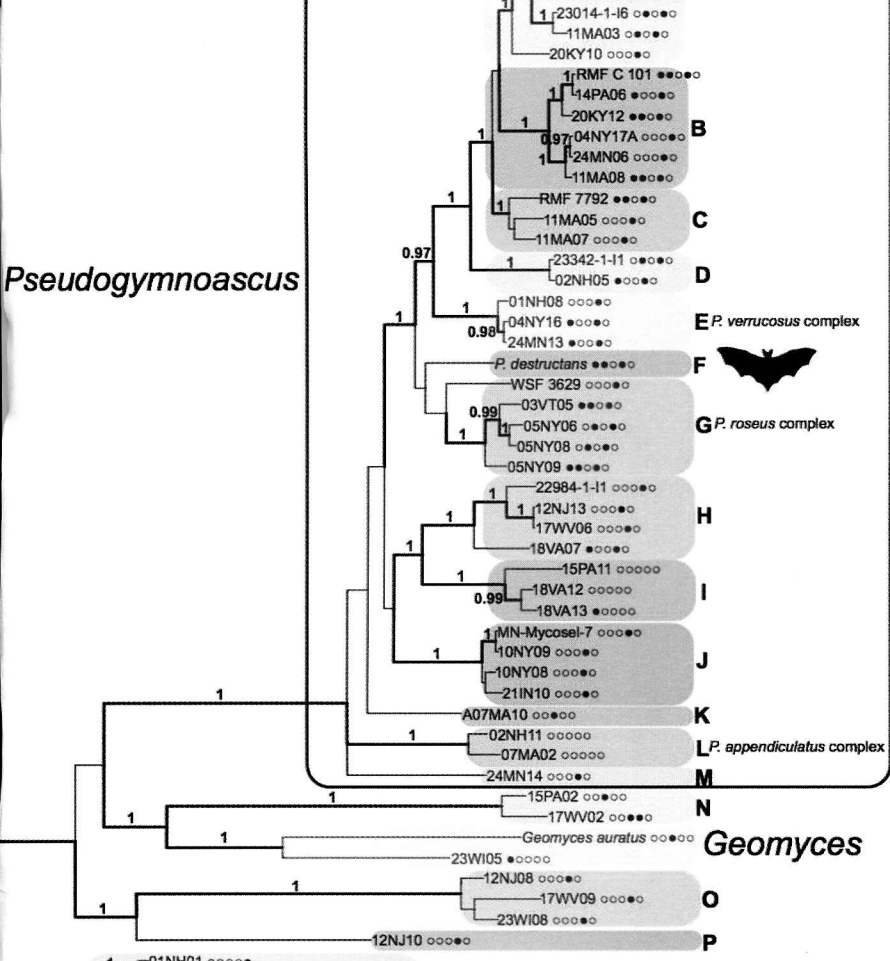 1
1 23014-1-I6 ○●○●○
11MA03 ○●○●○
20KY10 ○○○●○
1 RMF C 101 ●●○●○
1 14PA06 ●○○●○
20KY12 ●●○●○
1 B
0.97 04NY17A ○○○●○
24MN06 ○○○●○
1 11MA08 ●●○●○
1
1 RMF 7792 ●●○●○
11MA05 ○○○●○ C
11MA07 ○○○●○
1
1 23342-1-I1 ○●○●○
02NH05 ●○○●○ D
0.97
Pseudogymnoascus
1 01NH08 ○○○●○
04NY16 ●○○●○ E P. verrucosus complex
0.98 24MN13 ●○○●○
1
P. destructans ●●○●○ F
WSF 3629 ○○○●○
03VT05 ●●○●○
0.99
1 05NY06 ○●○●○ G P. roseus complex
1 05NY08 ○●○●○
05NY09 ●●○●○
1 22984-1-I1 ○○○●○
1 12NJ13 ○○○●○
1 17WV06 ○○○●○ H
18VA07 ●○○●○
1
15PA11 ○○○○○
1 18VA12 ○○○○○ I
0.99 18VA13 ●○○○○
1 MN-Mycosel-7 ○○○●○
1 10NY09 ○○○●○
10NY08 ○○○●○ J
21IN10 ○○○●○
1
A07MA10 ○○●○○ K
1 02NH11 ○○○○○
07MA02 ○○○○○ L P. appendiculatus complex
24MN14 ○○○●○ M
1 15PA02 ○○●○○
17WV02 ○○●●○ N
1
1 Geomyces auratus ○○●○○
Geomyces
23WI05 ●○○○○
1 12NJ08 ○○○●○
17WV09 ○○○●○ O
23WI08 ○○○●○
1
12NJ10 ○○○●○ P
1 01NH01